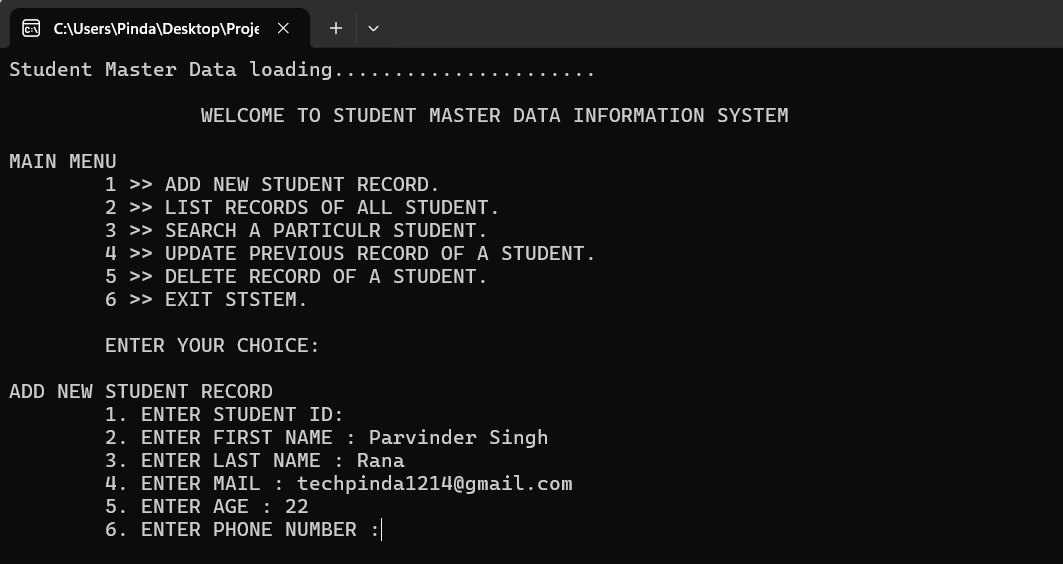 C:\Users\Pinda\Desktop\Proje
Student Master Data loading......................
WELCOME TO STUDENT MASTER DATA INFORMATION SYSTEM
MAIN MENU
1 >> ADD NEW STUDENT RECORD.
2 >> LIST RECORDS OF ALL STUDENT.
3 >> SEARCH A PARTICULR STUDENT.
4 >> UPDATE PREVIOUS RECORD OF A STUDENT.
5 >> DELETE RECORD OF A STUDENT.
6 >> EXIT STSTEM.
ENTER YOUR CHOICE:
ADD NEW STUDENT RECORD
1. ENTER STUDENT ID:
2. ENTER FIRST NAME : Parvinder Singh
3. ENTER LAST NAME : Rana
4. ENTER MAIL : techpinda1214@gmail.com
5. ENTER AGE : 22
6. ENTER PHONE NUMBER :